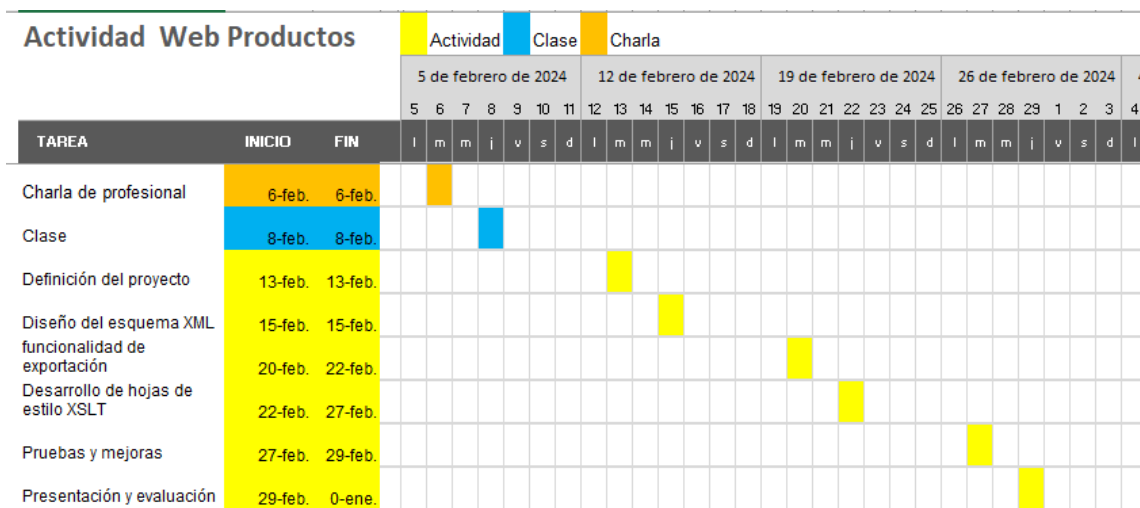 Actividad Web Productos
Actividad Clase Charla
5 de febrero de 2024 12 de febrero de 2024 19 de febrero de 2024 26 de febrero de 2024
5 6 7 8 9 10 11 12 13 14 15 16 17 18 19 20 21 22 23 24 25 26 27 28 29 1 2 3 4
TAREA INICIO FIN l m m j v s d l m m j v s d l m m j v s d l m m j v s d l
Charla de profesional 6-feb. 6-feb.
Clase 8-feb. 8-feb.
Definición del proyecto 13-feb. 13-feb.
Diseño del esquema XML 15-feb. 15-feb.
funcionalidad de
exportación 20-feb. 22-feb.
Desarrollo de hojas de
estilo XSLT 22-feb. 27-feb.
Pruebas y mejoras 27-feb. 29-feb.
Presentación y evaluación 29-feb. 0-ene.